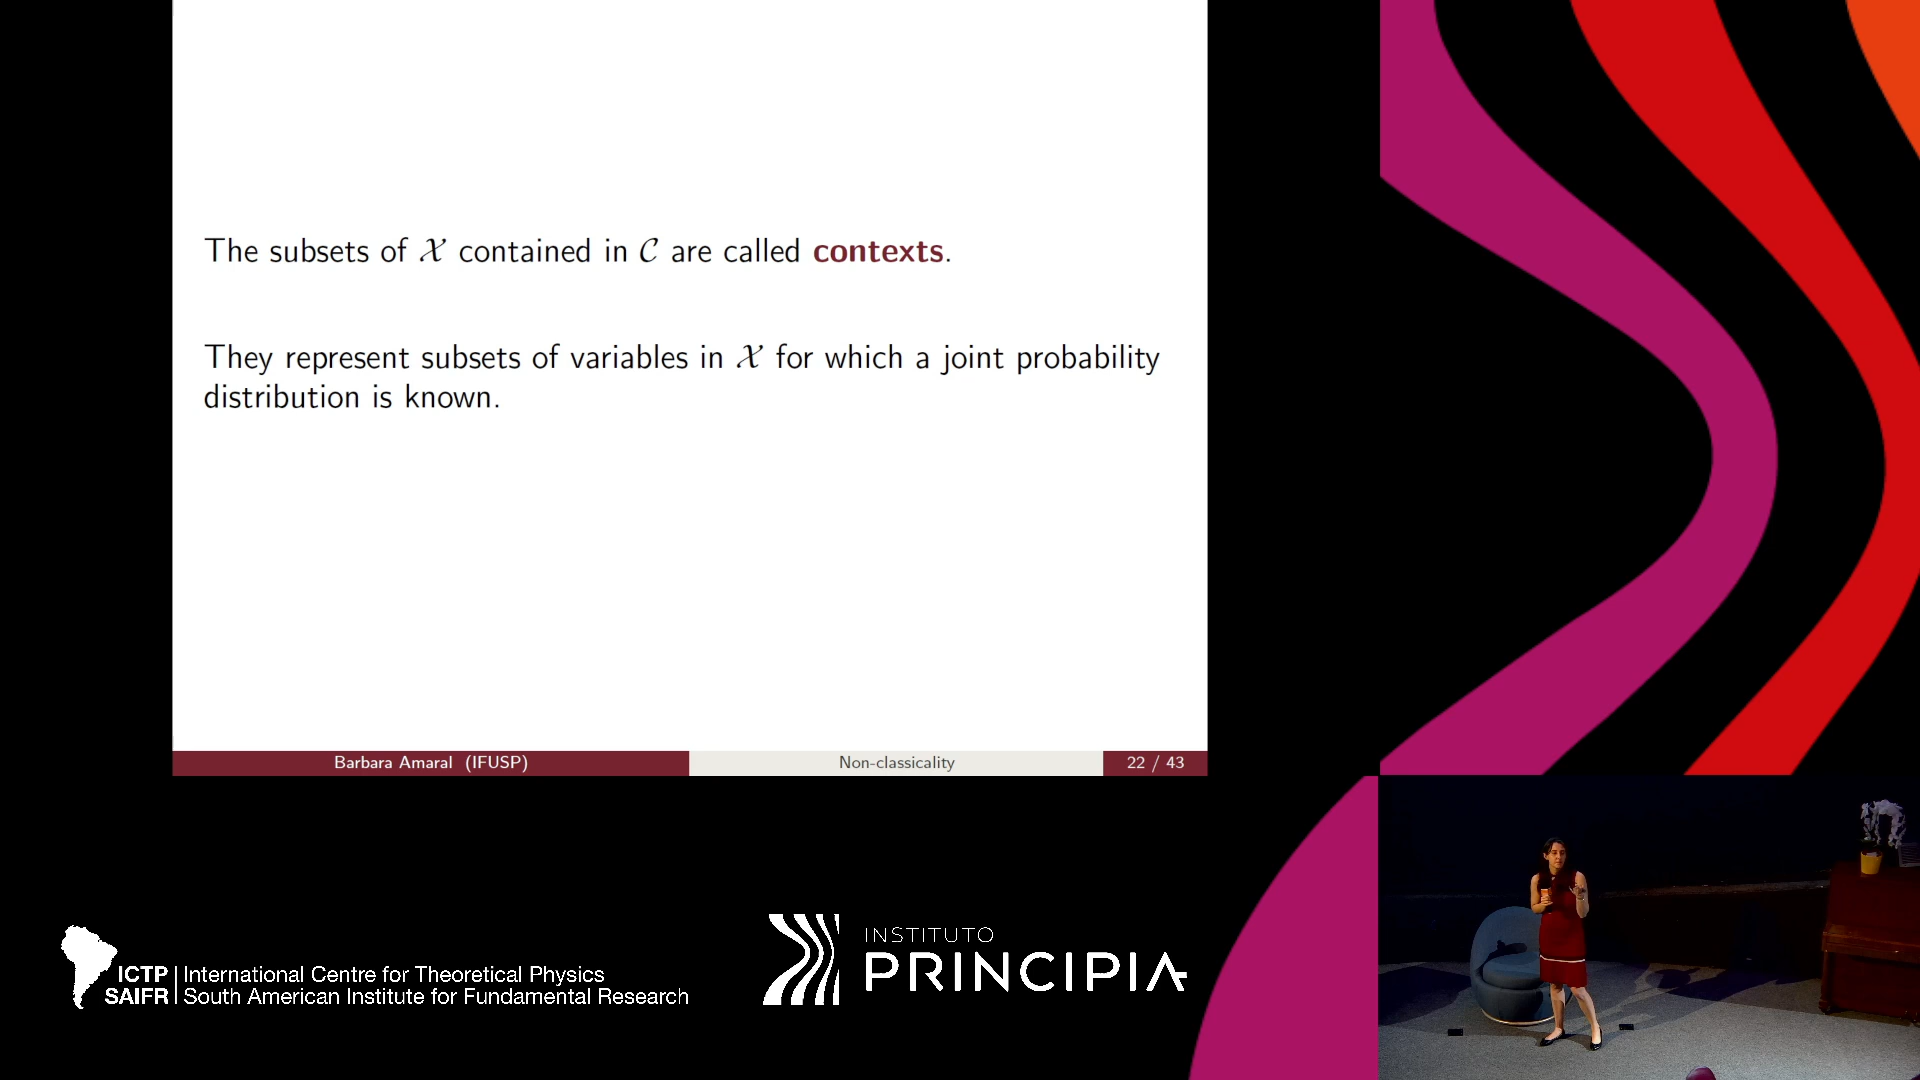 The subsets of 𝒳 contained in 𝒞 are called contexts.
They represent subsets of variables in 𝒳 for which a joint probability
distribution is known.
Barbara Amaral (IFUSP)
Non-classicality
22 / 43
ICTP International Centre for Theoretical Physics
SAIFR South American Institute for Fundamental Research
INSTITUTO
PRINCIPIA